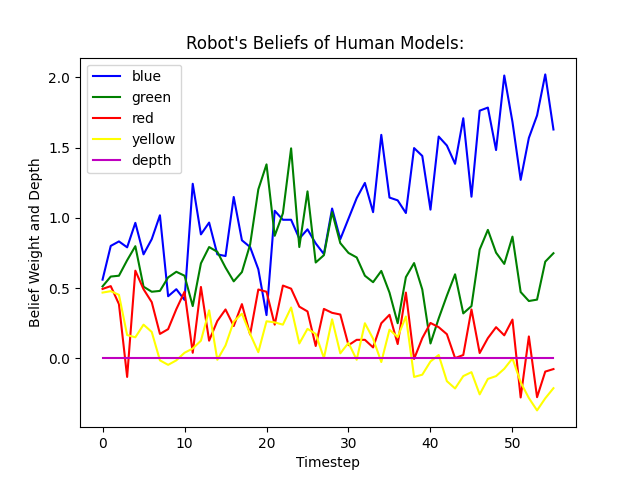 Robot's Beliefs of Human Models:
blue
green
red
yellow
depth
Belief Weight and Depth
2.0
1.5
1.0
0.5
0.0
0 10 20 30 40 50
Timestep